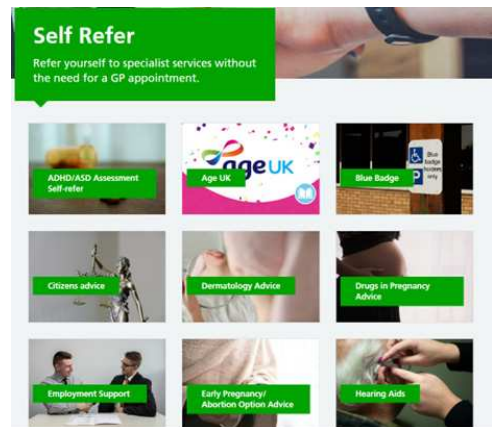 Self Refer
Refer yourself to specialist services without
the need for a GP appointment.
ADHD/ASD Assessment
Self-refer
ageUK
Age UK
Blue
badge
holders
only
Blue Badge
Citizens advice
Dermatology Advice
Drugs in Pregnancy
Advice
Employment Support
Early Pregnancy/
Abortion Option Advice
Hearing Aids